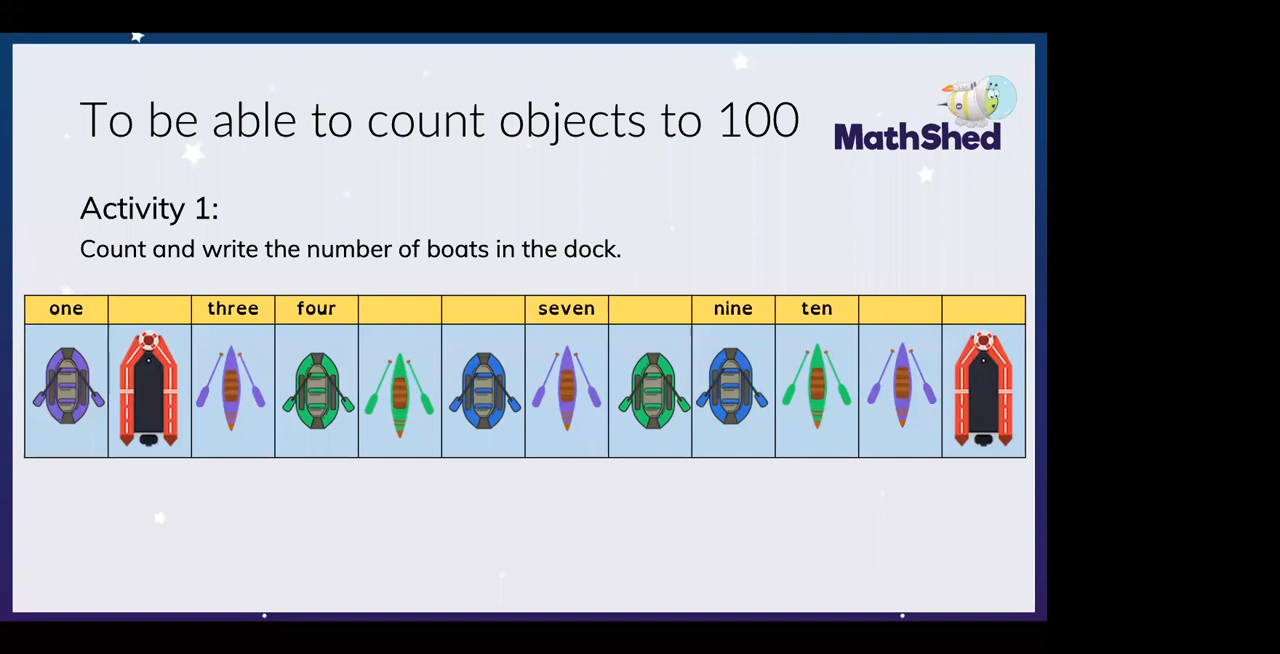 To be able to count objects to 100
MathShed
Activity 1:
Count and write the number of boats in the dock.
one three four seven nine ten